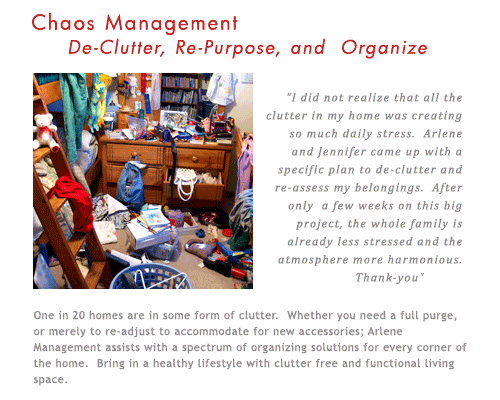 Chaos Management
De-Clutter, Re-Purpose, and Organize
"I did not realize that all the
clutter in my home was creating
so much daily stress. Arlene
and Jennifer came up with a
specific plan to de-clutter and
re-assess my belongings. After
only a few weeks on this big
project, the whole family is
already less stressed and the
atmosphere more harmonious.
Thank-you"
One in 20 homes are in some form of clutter. Whether you need a full purge,
or merely to re-adjust to accommodate for new accessories; Arlene
Management assists with a spectrum of organizing solutions for every corner of
the home. Bring in a healthy lifestyle with clutter free and functional living
space.